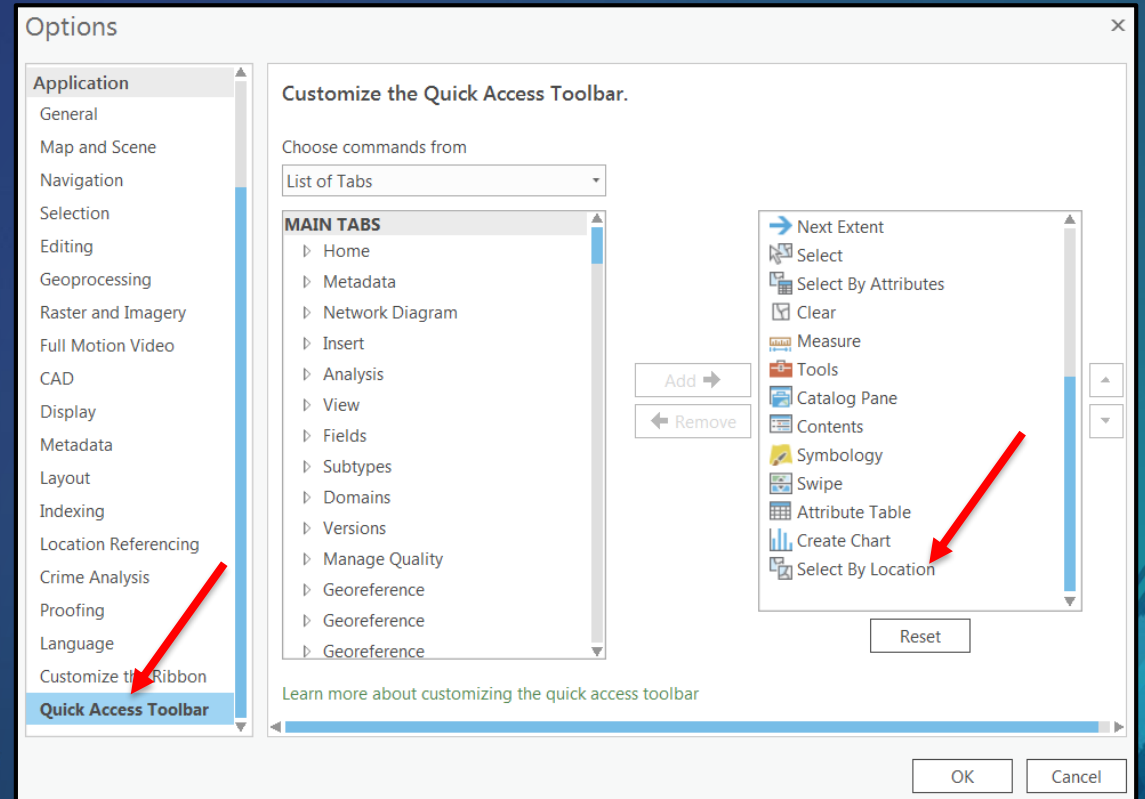 Options
Application
General
Map and Scene
Navigation
Selection
Editing
Geoprocessing
Raster and Imagery
Full Motion Video
CAD
Display
Metadata
Layout
Indexing
Location Referencing
Crime Analysis
Proofing
Language
Customize the Ribbon
Quick Access Toolbar
Customize the Quick Access Toolbar.
Choose commands from
List of Tabs
MAIN TABS
Home
Metadata
Network Diagram
Insert
Analysis
View
Fields
Subtypes
Domains
Versions
Manage Quality
Georeference
Georeference
Georeference
Add
Remove
Next Extent
Select
Select By Attributes
Clear
Measure
Tools
Catalog Pane
Contents
Symbology
Swipe
Attribute Table
Create Chart
Select By Location
Reset
Learn more about customizing the quick access toolbar
OK
Cancel